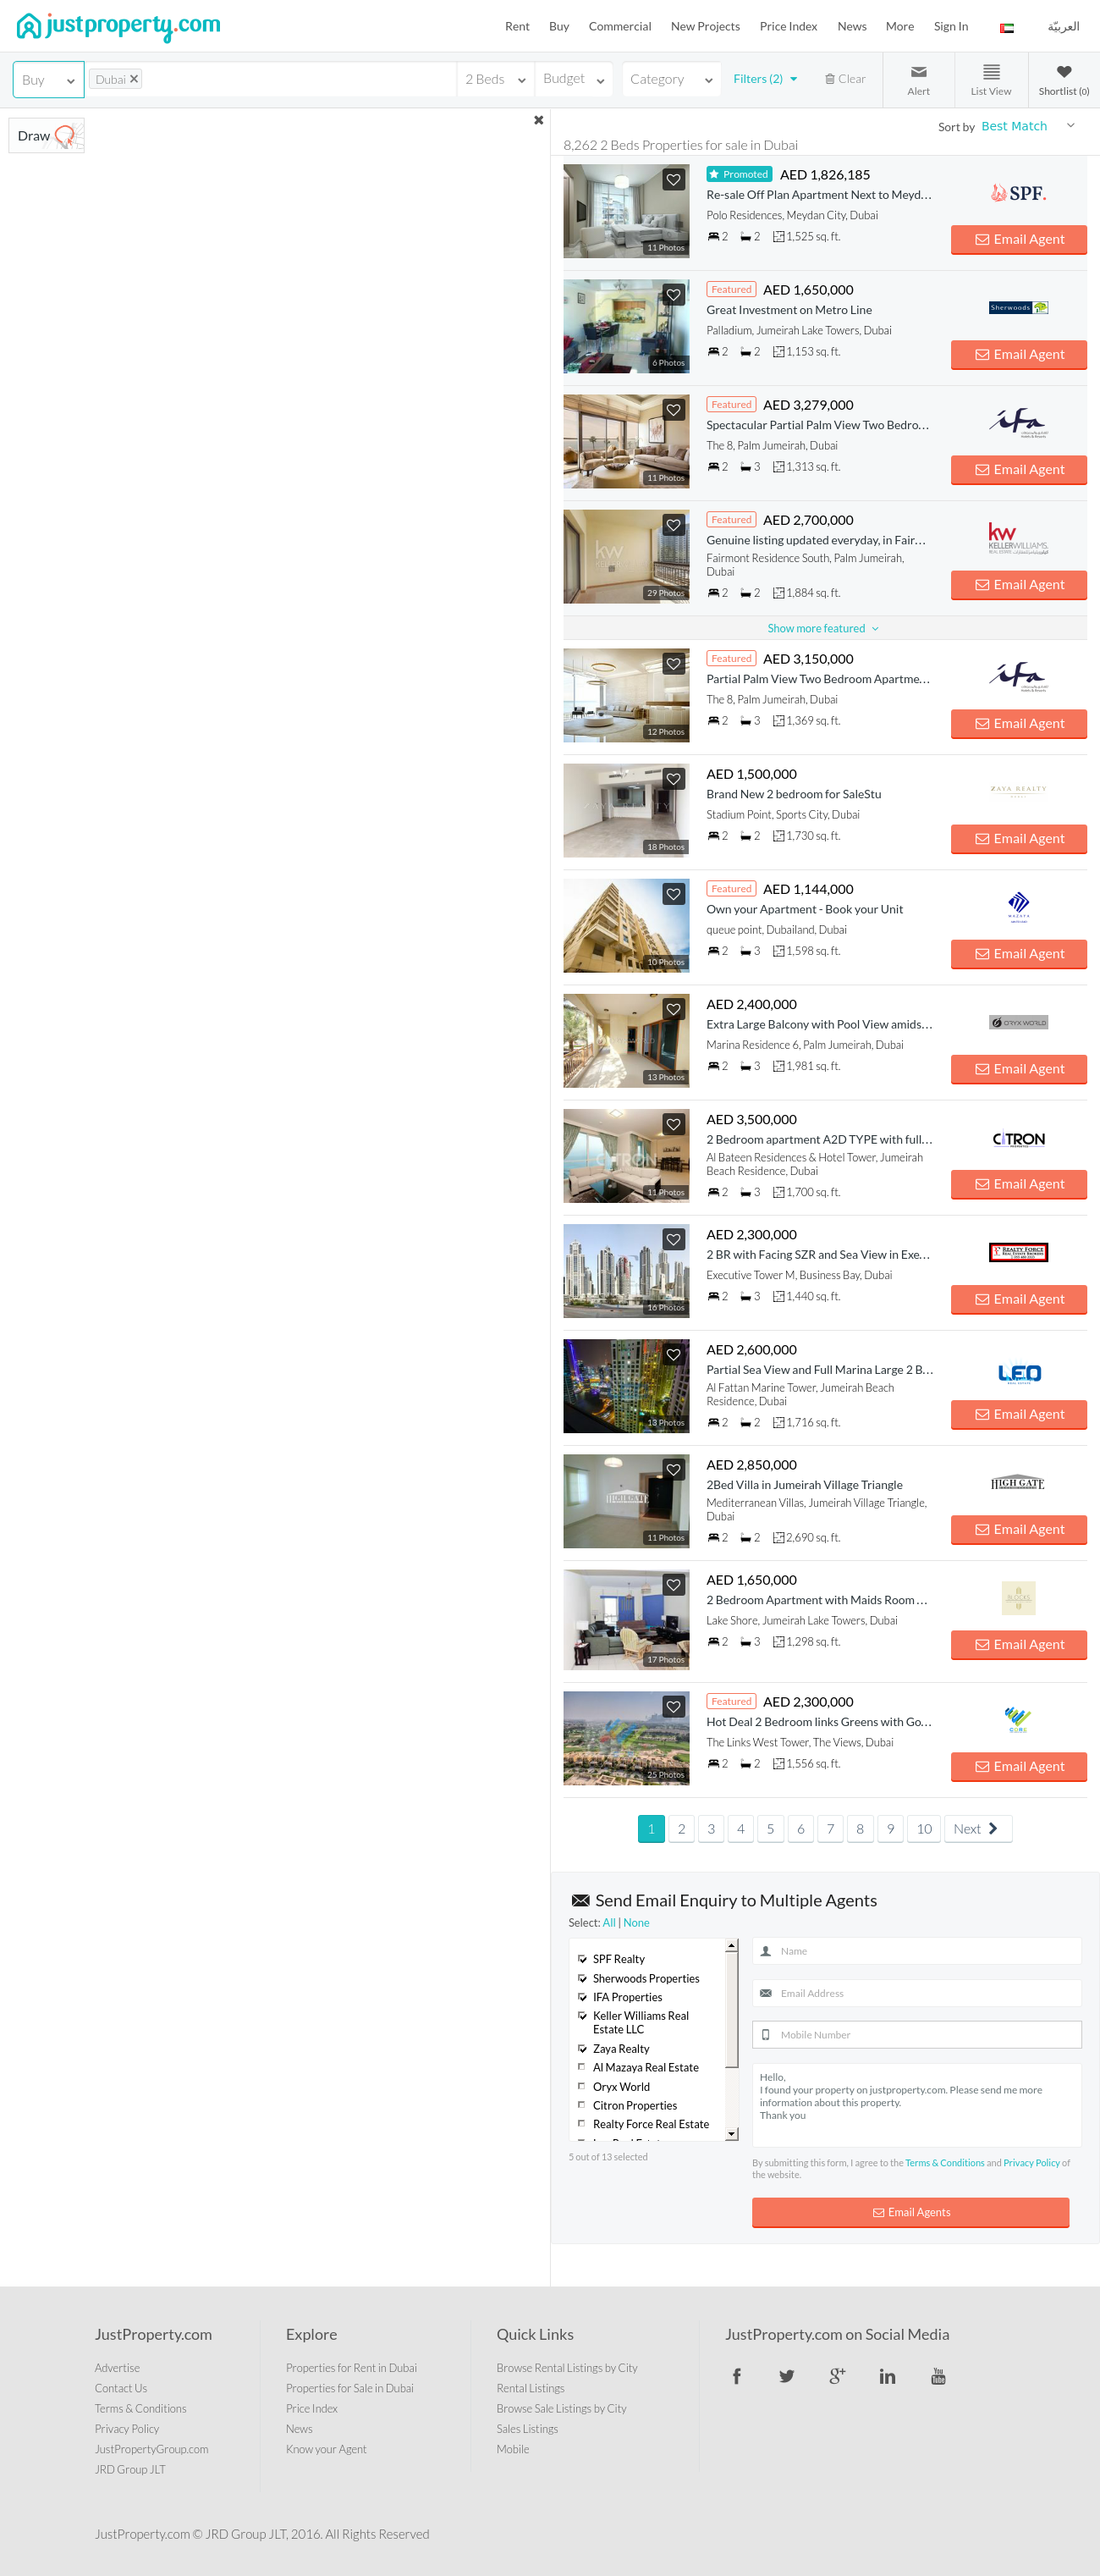 justproperty.com
Rent Buy Commercial New Projects Price Index News More Sign In العربيّة
Buy Dubai 2 Beds Budget Category Filters (2) Clear Alert List View Shortlist (0)
Draw
Sort by Best Match
8,262 2 Beds Properties for sale in Dubai
Promoted AED 1,826,185
Re-sale Off Plan Apartment Next to Meyd...
Polo Residences, Meydan City, Dubai
2 2 1,525 sq. ft.
11 Photos
SPF.
Email Agent
Featured AED 1,650,000
Great Investment on Metro Line
Palladium, Jumeirah Lake Towers, Dubai
2 2 1,153 sq. ft.
6 Photos
Sherwoods
Email Agent
Featured AED 3,279,000
Spectacular Partial Palm View Two Bedro...
The 8, Palm Jumeirah, Dubai
2 3 1,313 sq. ft.
11 Photos
ifa
Email Agent
Featured AED 2,700,000
Genuine listing updated everyday, in Fair...
Fairmont Residence South, Palm Jumeirah,
Dubai
2 2 1,884 sq. ft.
29 Photos
kw
KELLERWILLIAMS.
Email Agent
Show more featured
Featured AED 3,150,000
Partial Palm View Two Bedroom Apartme...
The 8, Palm Jumeirah, Dubai
2 3 1,369 sq. ft.
12 Photos
ifa
Email Agent
AED 1,500,000
Brand New 2 bedroom for SaleStu
Stadium Point, Sports City, Dubai
2 2 1,730 sq. ft.
18 Photos
ZAYA REALTY
Email Agent
Featured AED 1,144,000
Own your Apartment - Book your Unit
queue point, Dubailand, Dubai
2 3 1,598 sq. ft.
10 Photos
MAZAYA
Email Agent
AED 2,400,000
Extra Large Balcony with Pool View amids...
Marina Residence 6, Palm Jumeirah, Dubai
2 3 1,981 sq. ft.
13 Photos
ORYX WORLD
Email Agent
AED 3,500,000
2 Bedroom apartment A2D TYPE with full...
Al Bateen Residences & Hotel Tower, Jumeirah
Beach Residence, Dubai
2 3 1,700 sq. ft.
11 Photos
CITRON
Email Agent
AED 2,300,000
2 BR with Facing SZR and Sea View in Exe...
Executive Tower M, Business Bay, Dubai
2 3 1,440 sq. ft.
16 Photos
REALTY FORCE
Email Agent
AED 2,600,000
Partial Sea View and Full Marina Large 2 B...
Al Fattan Marine Tower, Jumeirah Beach
Residence, Dubai
2 2 1,716 sq. ft.
13 Photos
LEO
Email Agent
AED 2,850,000
2Bed Villa in Jumeirah Village Triangle
Mediterranean Villas, Jumeirah Village Triangle,
Dubai
2 2 2,690 sq. ft.
11 Photos
HIGH GATE
Email Agent
AED 1,650,000
2 Bedroom Apartment with Maids Room ...
Lake Shore, Jumeirah Lake Towers, Dubai
2 3 1,298 sq. ft.
17 Photos
BLOCKS
Email Agent
Featured AED 2,300,000
Hot Deal 2 Bedroom links Greens with Go...
The Links West Tower, The Views, Dubai
2 2 1,556 sq. ft.
25 Photos
CORE
Email Agent
1 2 3 4 5 6 7 8 9 10 Next
Send Email Enquiry to Multiple Agents
Select: All | None
SPF Realty
Sherwoods Properties
IFA Properties
Keller Williams Real
Estate LLC
Zaya Realty
Al Mazaya Real Estate
Oryx World
Citron Properties
Realty Force Real Estate
5 out of 13 selected
Name
Email Address
Mobile Number
Hello,
I found your property on justproperty.com. Please send me more
information about this property.
Thank you
By submitting this form, I agree to the Terms & Conditions and Privacy Policy of
the website.
Email Agents
JustProperty.com
Advertise
Contact Us
Terms & Conditions
Privacy Policy
JustPropertyGroup.com
JRD Group JLT
Explore
Properties for Rent in Dubai
Properties for Sale in Dubai
Price Index
News
Know your Agent
Quick Links
Browse Rental Listings by City
Rental Listings
Browse Sale Listings by City
Sales Listings
Mobile
JustProperty.com on Social Media
JustProperty.com © JRD Group JLT, 2016. All Rights Reserved